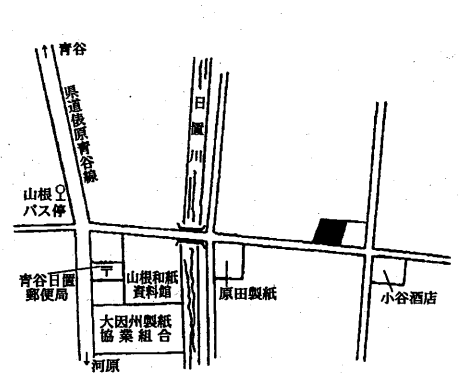 ↑青谷
県道俵原青谷線
日置川
山根
バス停
青谷日置
郵便局
〒
山根和紙
資料館
原田製紙
小谷酒店
大因州製紙
協業組合
↓河原